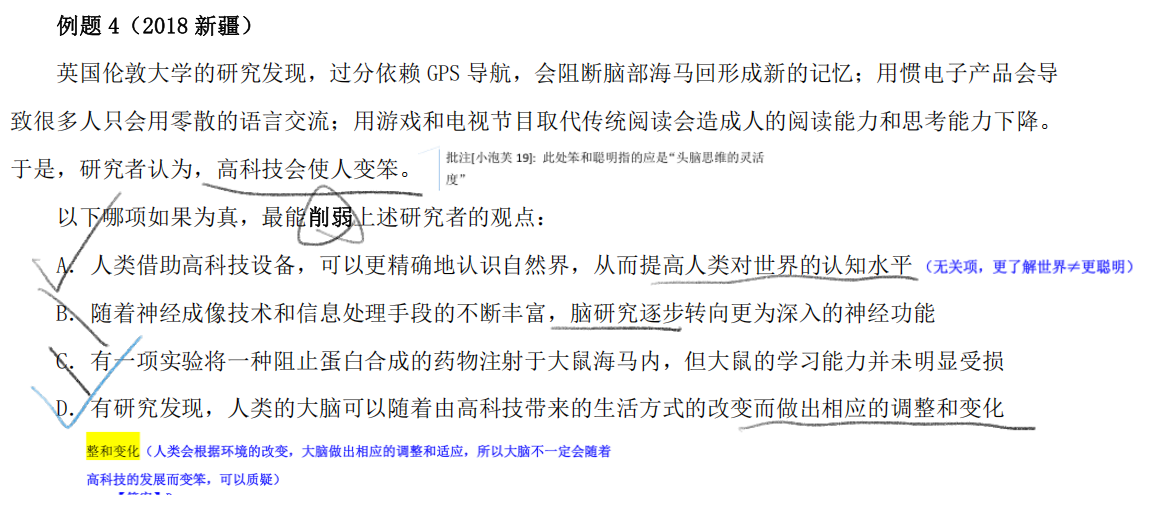 例题 4（2018 新疆）
英国伦敦大学的研究发现，过分依赖 GPS 导航，会阻断脑部海马回形成新的记忆；用惯电子产品会导
致很多人只会用零散的语言交流；用游戏和电视节目取代传统阅读会造成人的阅读能力和思考能力下降。
于是，研究者认为，高科技会使人变笨。
批注[小泡芙 19]: 此处笨和聪明指的应是“头脑思维的灵活
度”
以下哪项如果为真，最能削弱上述研究者的观点：
A. 人类借助高科技设备，可以更精确地认识自然界，从而提高人类对世界的认知水平（无关项，更了解世界≠更聪明）
B. 随着神经成像技术和信息处理手段的不断丰富，脑研究逐步转向更为深入的神经功能
C. 有一项实验将一种阻止蛋白合成的药物注射于大鼠海马内，但大鼠的学习能力并未明显受损
D. 有研究发现，人类的大脑可以随着由高科技带来的生活方式的改变而做出相应的调整和变化
整和变化（人类会根据环境的改变，大脑做出相应的调整和适应，所以大脑不一定会随着
高科技的发展而变笨，可以质疑）